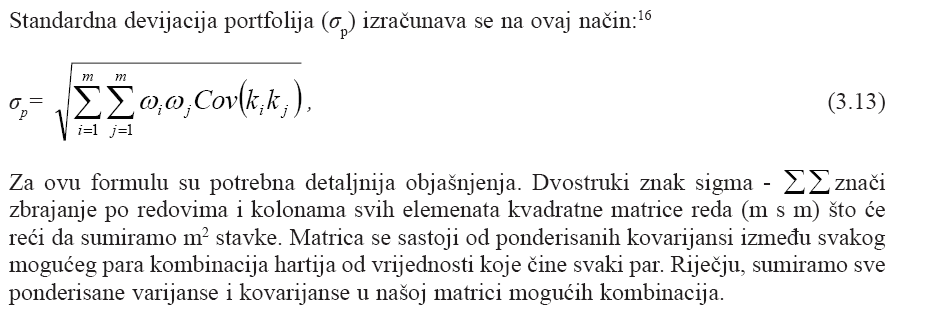 Standardna devijacija portfolija (σp) izračunava se na ovaj način:16
σp= √∑i=1m ∑j=1m ωiωjCov(kikj), (3.13)
Za ovu formulu su potrebna detaljnija objašnjenja. Dvostruki znak sigma - ∑∑znači
zbrajanje po redovima i kolonama svih elemenata kvadratne matrice reda (m s m) što će
reći da sumiramo m2 stavke. Matrica se sastoji od ponderisanih kovarijansi između svakog
mogućeg para kombinacija hartija od vrijednosti koje čine svaki par. Riječju, sumiramo sve
ponderisane varijanse i kovarijanse u našoj matrici mogućih kombinacija.